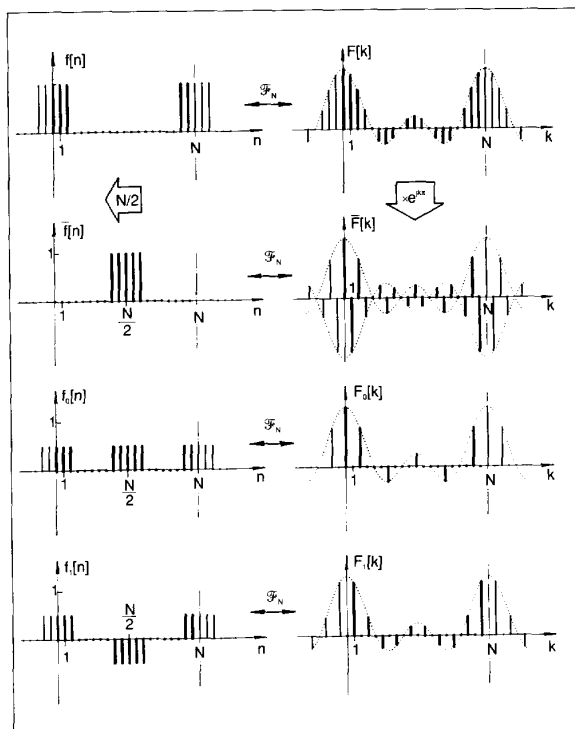 f[n] F[k]
ℱN
1 N n 1 N k
N/2 ×e^jkπ
f̄[n] F̄[k]
1 ℱN 1
1 N/2 N n N k
f₀[n] F₀[k]
1 ℱN
1 N/2 N n 1 N k
f₁[n] F₁[k]
1 N/2 ℱN
1 N n 1 N k